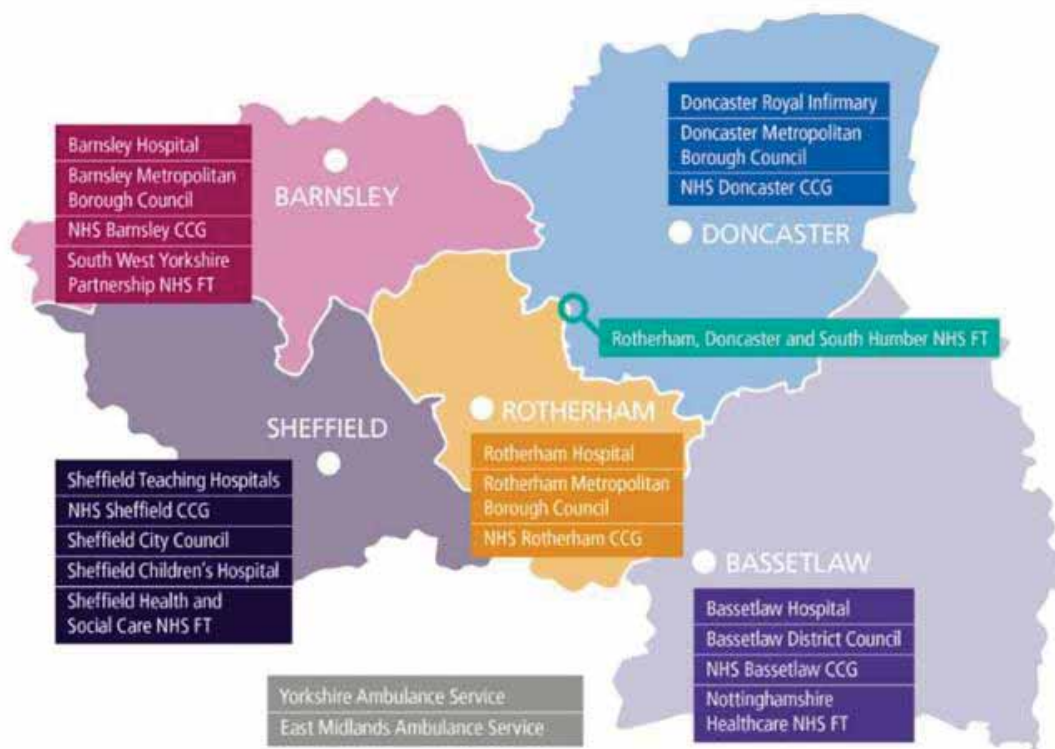 Doncaster Royal Infirmary
Doncaster Metropolitan
Borough Council
NHS Doncaster CCG
DONCASTER
Barnsley Hospital
Barnsley Metropolitan
Borough Council
NHS Barnsley CCG
South West Yorkshire
Partnership NHS FT
BARNSLEY
Rotherham, Doncaster and South Humber NHS FT
SHEFFIELD
Sheffield Teaching Hospitals
NHS Sheffield CCG
Sheffield City Council
Sheffield Children's Hospital
Sheffield Health and
Social Care NHS FT
ROTHERHAM
Rotherham Hospital
Rotherham Metropolitan
Borough Council
NHS Rotherham CCG
BASSETLAW
Bassetlaw Hospital
Bassetlaw District Council
NHS Bassetlaw CCG
Nottinghamshire
Healthcare NHS FT
Yorkshire Ambulance Service
East Midlands Ambulance Service